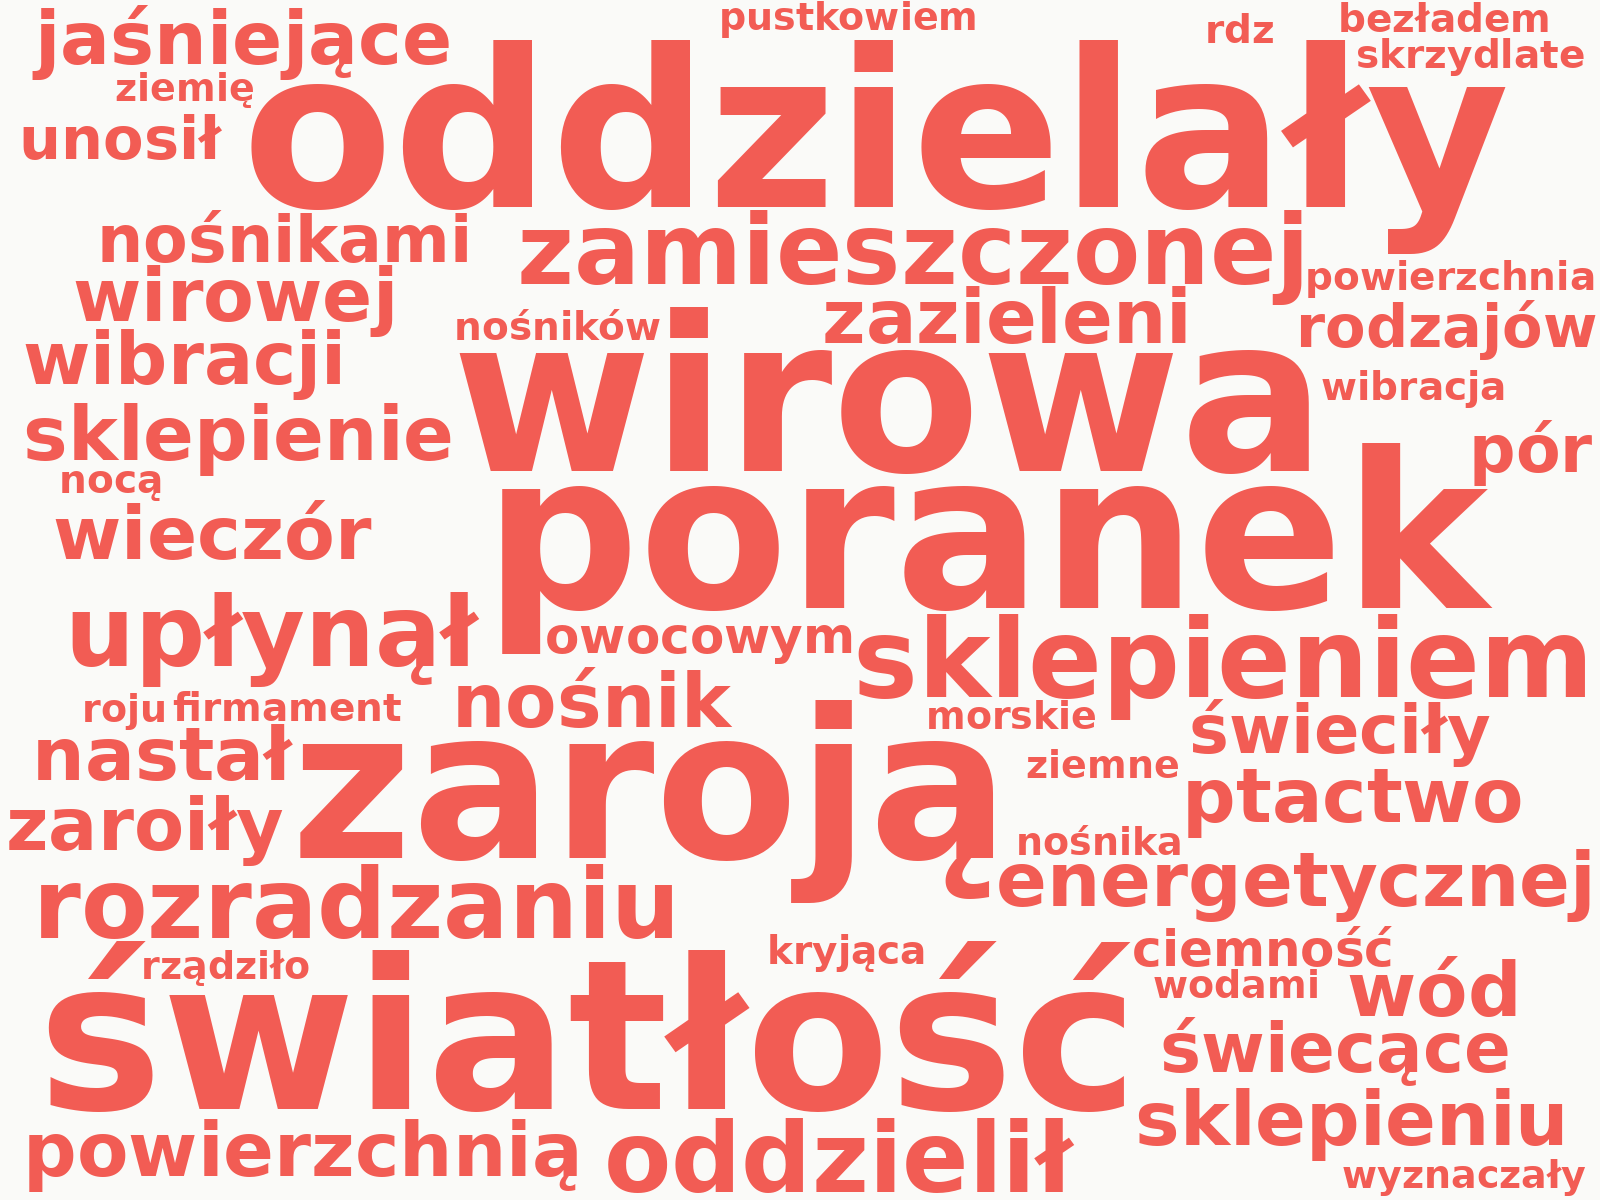 pustkowiem
rdz
bezładem
jaśniejące
skrzydlate
ziemię
oddzielały
unosił
nośnikami
zamieszczonej
powierzchnia
wirowej
nośników
zazieleni
rodzajów
wibracji
wirowa
wibracja
sklepienie
pór
nocą
wieczór
poranek
upłynął
owocowym
sklepieniem
roju
firmament
nośnik
morskie
świeciły
nastał
zaroją
ziemne
ptactwo
zaroiły
nośnika
energetycznej
rozradzaniu
rządziło
kryjąca
ciemność
wodami
wód
światłość
świecące
sklepieniu
powierzchnią
oddzielił
wyznaczały